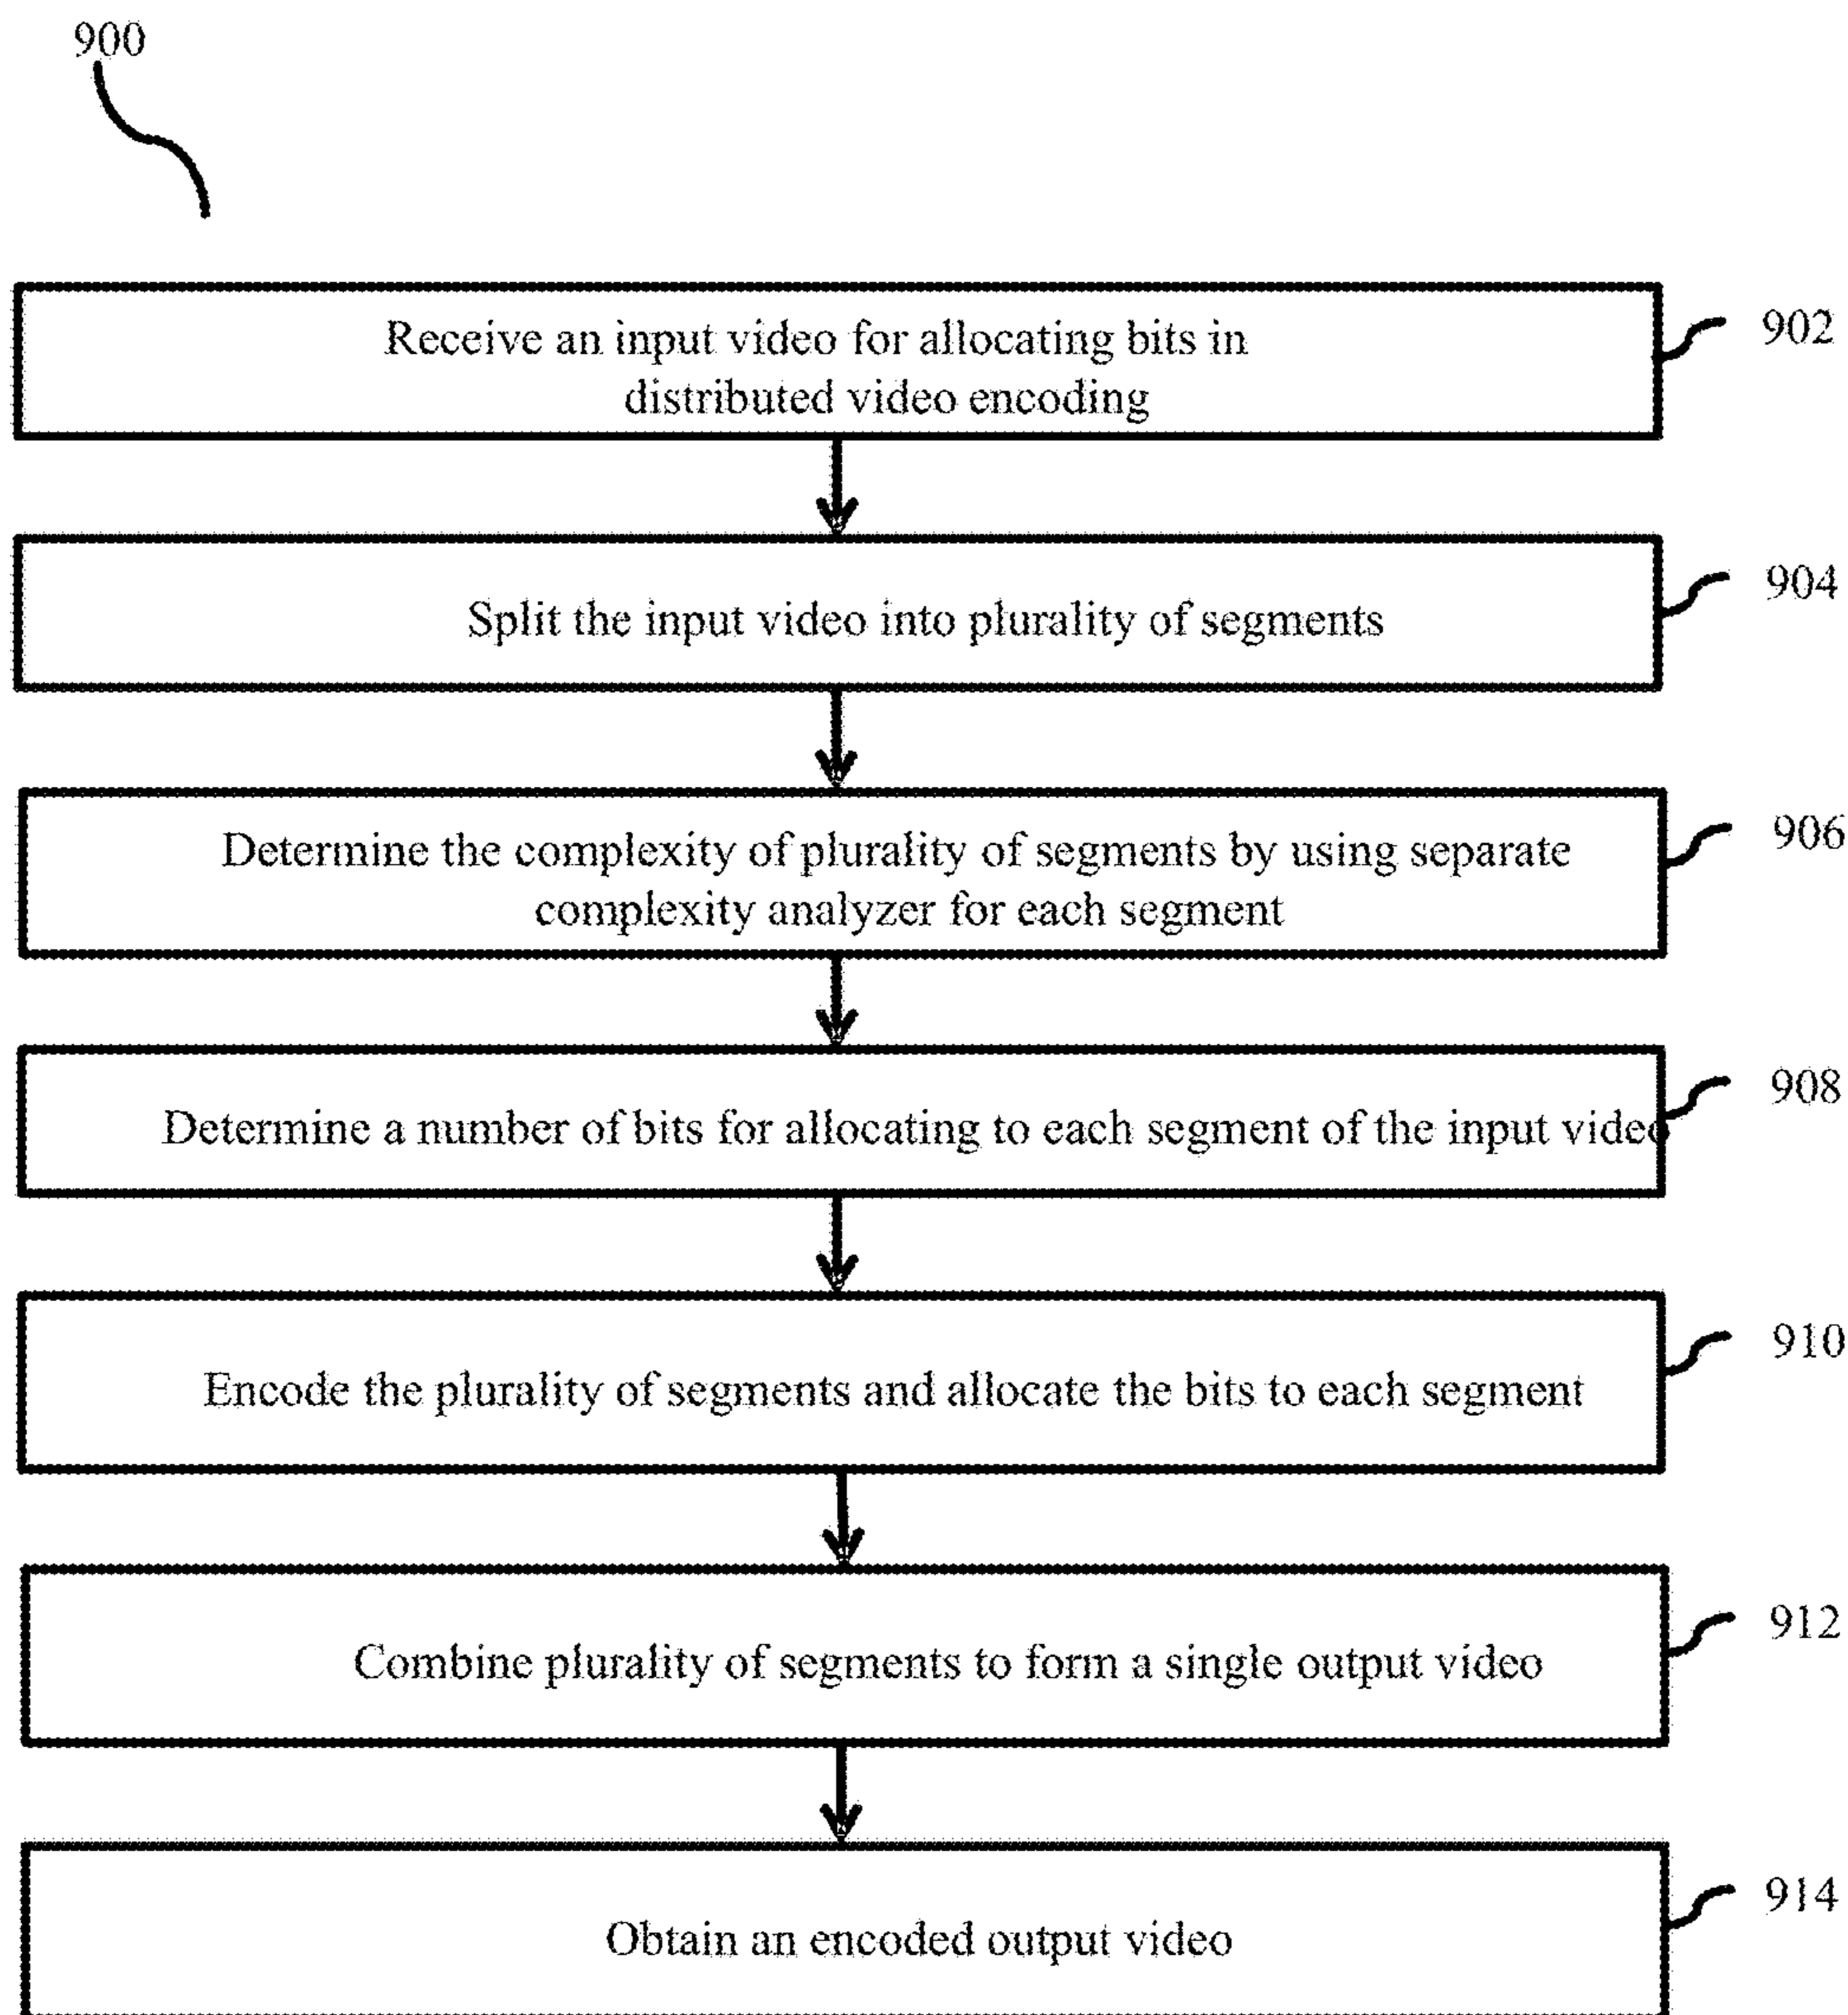 900
Receive an input video for allocating bits in
distributed video encoding
902
Split the input video into plurality of segments
904
Determine the complexity of plurality of segments by using separate
complexity analyzer for each segment
906
Determine a number of bits for allocating to each segment of the input video
908
Encode the plurality of segments and allocate the bits to each segment
910
Combine plurality of segments to form a single output video
912
Obtain an encoded output video
914